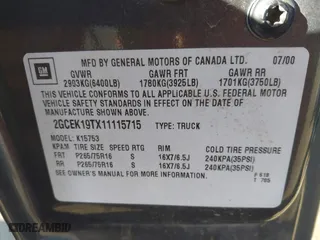 GM
MFD BY GENERAL MOTORS OF CANADA LTD. 07/00
GVWR GAWR FRT GAWR RR
2903KG(6400LB) 1780KG(3925LB) 1701KG(3750LB)
THIS VEHICLE CONFORMS TO ALL APPLICABLE U.S. FEDERAL MOTOR
VEHICLE SAFETY STANDARDS IN EFFECT ON THE DATE OF
MANUFACTURE SHOWN ABOVE.
2GCEK19TX11115715 TYPE: TRUCK
MODEL: K15753
KPAM TIRE SIZE SPEED RTG RIM COLD TIRE PRESSURE
FRT P265/75R16 S 16X7/6.5J 240KPA(35PSI)
RR P265/75R16 S 16X7/6.5J 240KPA(35PSI)
SEE OWNER'S MANUAL FOR MORE INFORMATION.
IDREAMBID